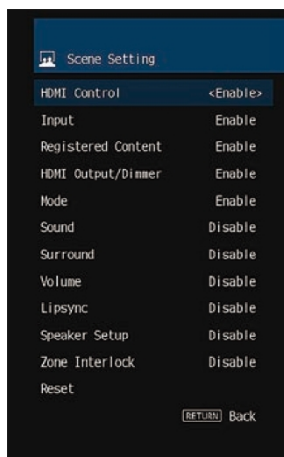 Scene Setting
HDMI Control <Enable>
Input Enable
Registered Content Enable
HDMI Output/Dimmer Enable
Mode Enable
Sound Disable
Surround Disable
Volume Disable
Lipsync Disable
Speaker Setup Disable
Zone Interlock Disable
Reset
RETURN Back